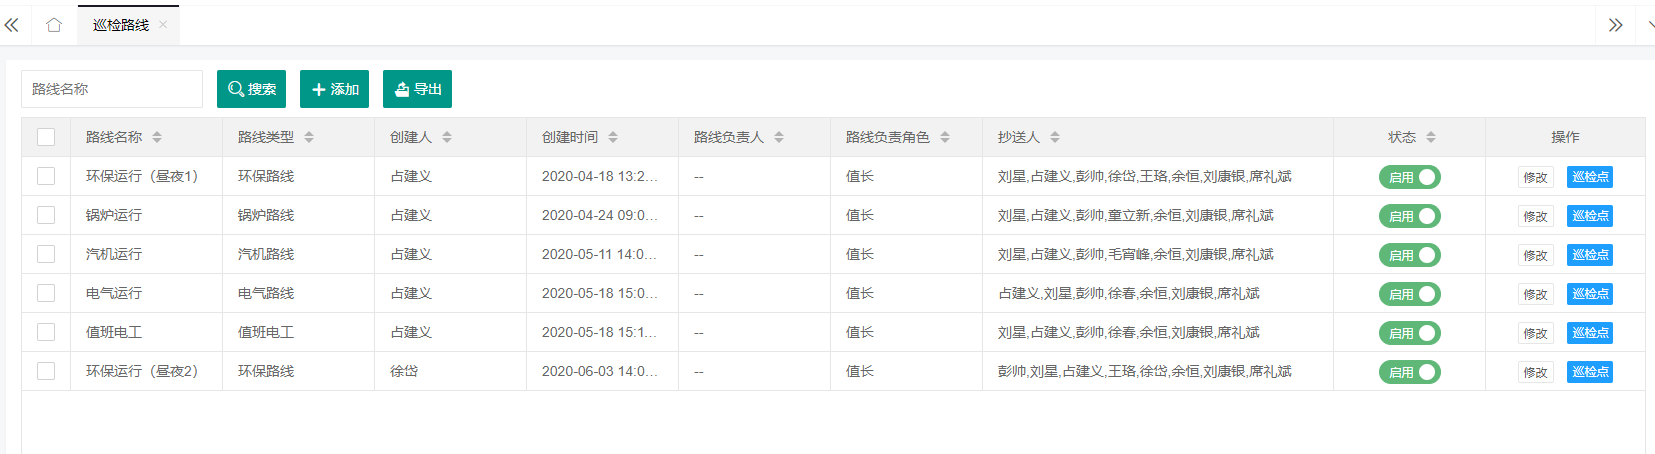 巡检路线
路线名称 搜索 添加 导出
路线名称 路线类型 创建人 创建时间 路线负责人 路线负责角色 抄送人 状态 操作
环保运行（昼夜1） 环保路线 占建义 2020-04-18 13:2... -- 值长 刘星,占建义,彭帅,徐岱,王珞,余恒,刘康银,席礼斌 启用 修改 巡检点
锅炉运行 锅炉路线 占建义 2020-04-24 09:0... -- 值长 刘星,占建义,彭帅,童立新,余恒,刘康银,席礼斌 启用 修改 巡检点
汽机运行 汽机路线 占建义 2020-05-11 14:0... -- 值长 刘星,占建义,彭帅,毛宵峰,余恒,刘康银,席礼斌 启用 修改 巡检点
电气运行 电气路线 占建义 2020-05-18 15:0... -- 值长 占建义,刘星,彭帅,徐春,余恒,刘康银,席礼斌 启用 修改 巡检点
值班电工 值班电工 占建义 2020-05-18 15:1... -- 值长 刘星,占建义,彭帅,徐春,余恒,刘康银,席礼斌 启用 修改 巡检点
环保运行（昼夜2） 环保路线 徐岱 2020-06-03 14:0... -- 值长 彭帅,刘星,占建义,王珞,徐岱,余恒,刘康银,席礼斌 启用 修改 巡检点